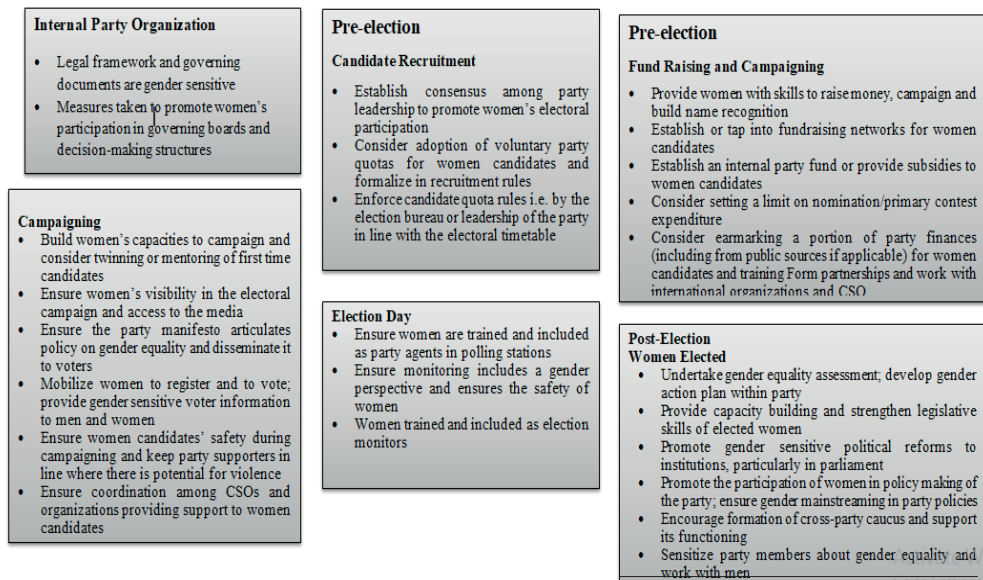 Internal Party Organization
• Legal framework and governing
documents are gender sensitive
• Measures taken to promote women's
participation in governing boards and
decision-making structures
Campaigning
• Build women's capacities to campaign and
consider twinning or mentoring of first time
candidates
• Ensure women's visibility in the electoral
campaign and access to the media
• Ensure the party manifesto articulates
policy on gender equality and disseminate it
to voters
• Mobilize women to register and to vote;
provide gender sensitive voter information
to men and women
• Ensure women candidates' safety during
campaigning and keep party supporters in
line where there is potential for violence
• Ensure coordination among CSOs and
organizations providing support to women
candidates
Pre-election
Candidate Recruitment
• Establish consensus among party
leadership to promote women's electoral
participation
• Consider adoption of voluntary party
quotas for women candidates and
formalize in recruitment rules
• Enforce candidate quota rules i.e. by the
election bureau or leadership of the party
in line with the electoral timetable
Election Day
• Ensure women are trained and included
as party agents in polling stations
• Ensure monitoring includes a gender
perspective and ensures the safety of
women
• Women trained and included as election
monitors
Pre-election
Fund Raising and Campaigning
• Provide women with skills to raise money, campaign and
build name recognition
• Establish or tap into fundraising networks for women
candidates
• Establish an internal party fund or provide subsidies to
women candidates
• Consider setting a limit on nomination/primary contest
expenditure
• Consider earmarking a portion of party finances
(including from public sources if applicable) for women
candidates and training Form partnerships and work with
international organizations and CSO
Post-Election
Women Elected
• Undertake gender equality assessment; develop gender
action plan within party
• Provide capacity building and strengthen legislative
skills of elected women
• Promote gender sensitive political reforms to
institutions, particularly in parliament
• Promote the participation of women in policy making of
the party; ensure gender mainstreaming in party policies
• Encourage formation of cross-party caucus and support
its functioning
• Sensitize party members about gender equality and
work with men